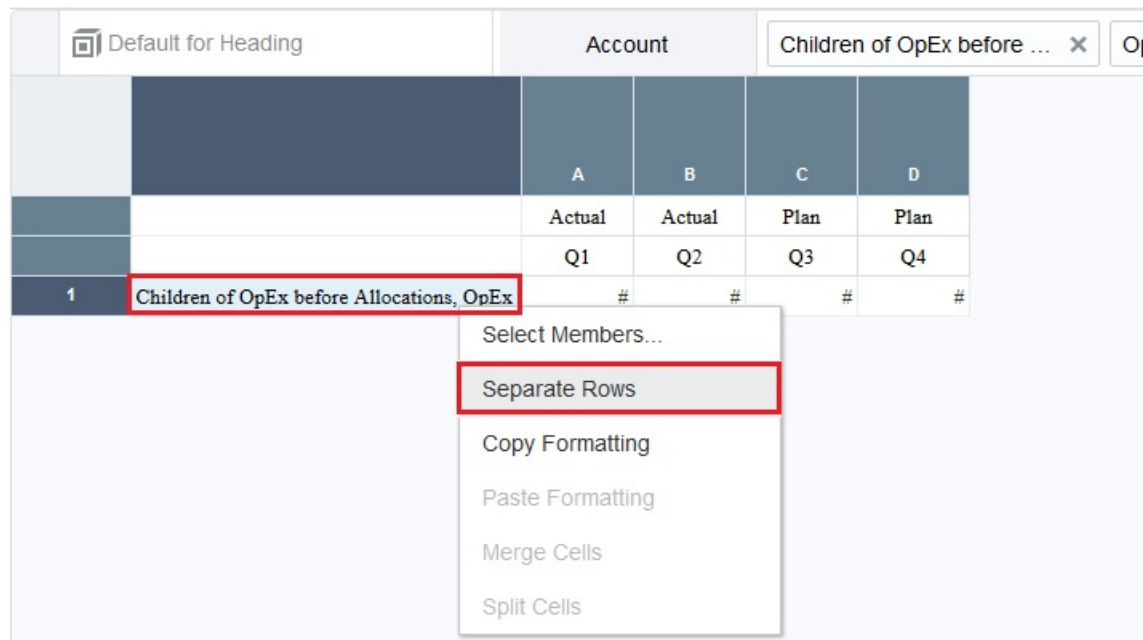 Default for Heading Account Children of OpEx before ... × Op
A B C D
Actual Actual Plan Plan
Q1 Q2 Q3 Q4
1 Children of OpEx before Allocations, OpEx # # # #
Select Members...
Separate Rows
Copy Formatting
Paste Formatting
Merge Cells
Split Cells